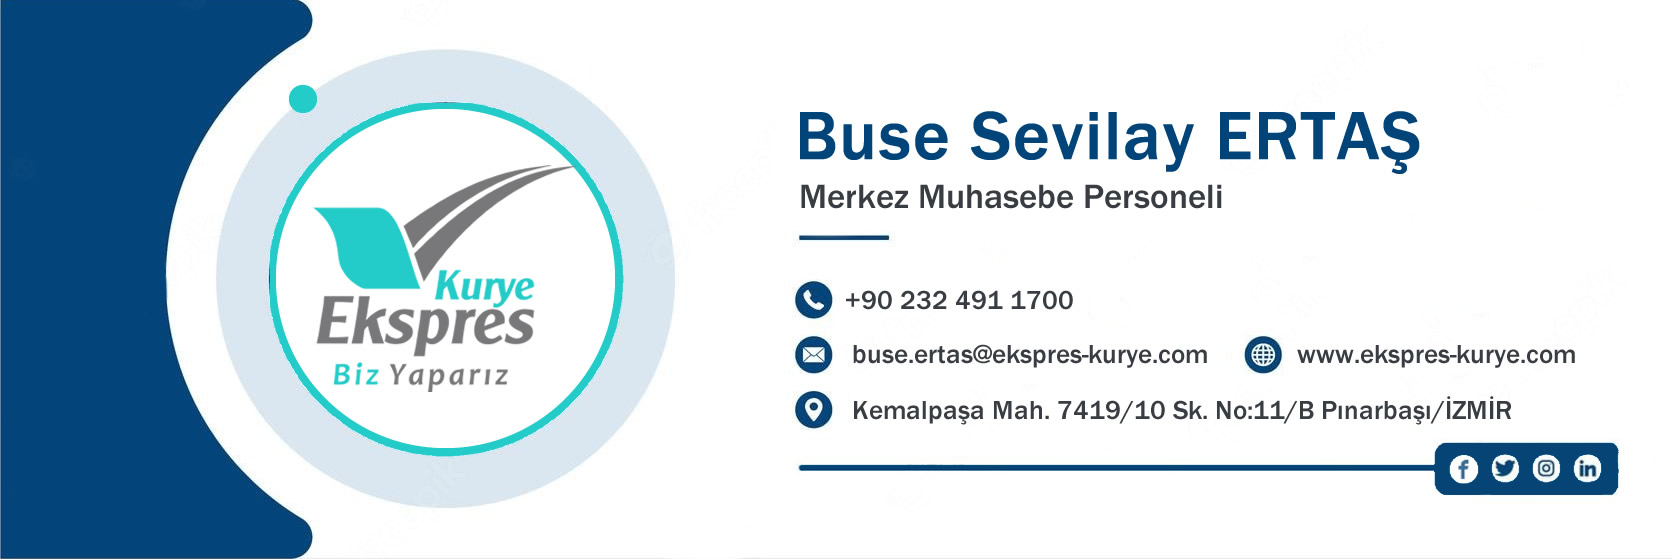 Kurye
Ekspres
Biz Yaparız
Buse Sevilay ERTAŞ
Merkez Muhasebe Personeli
+90 232 491 1700
buse.ertas@ekspres-kurye.com
www.ekspres-kurye.com
Kemalpaşa Mah. 7419/10 Sk. No:11/B Pınarbaşı/İZMİR